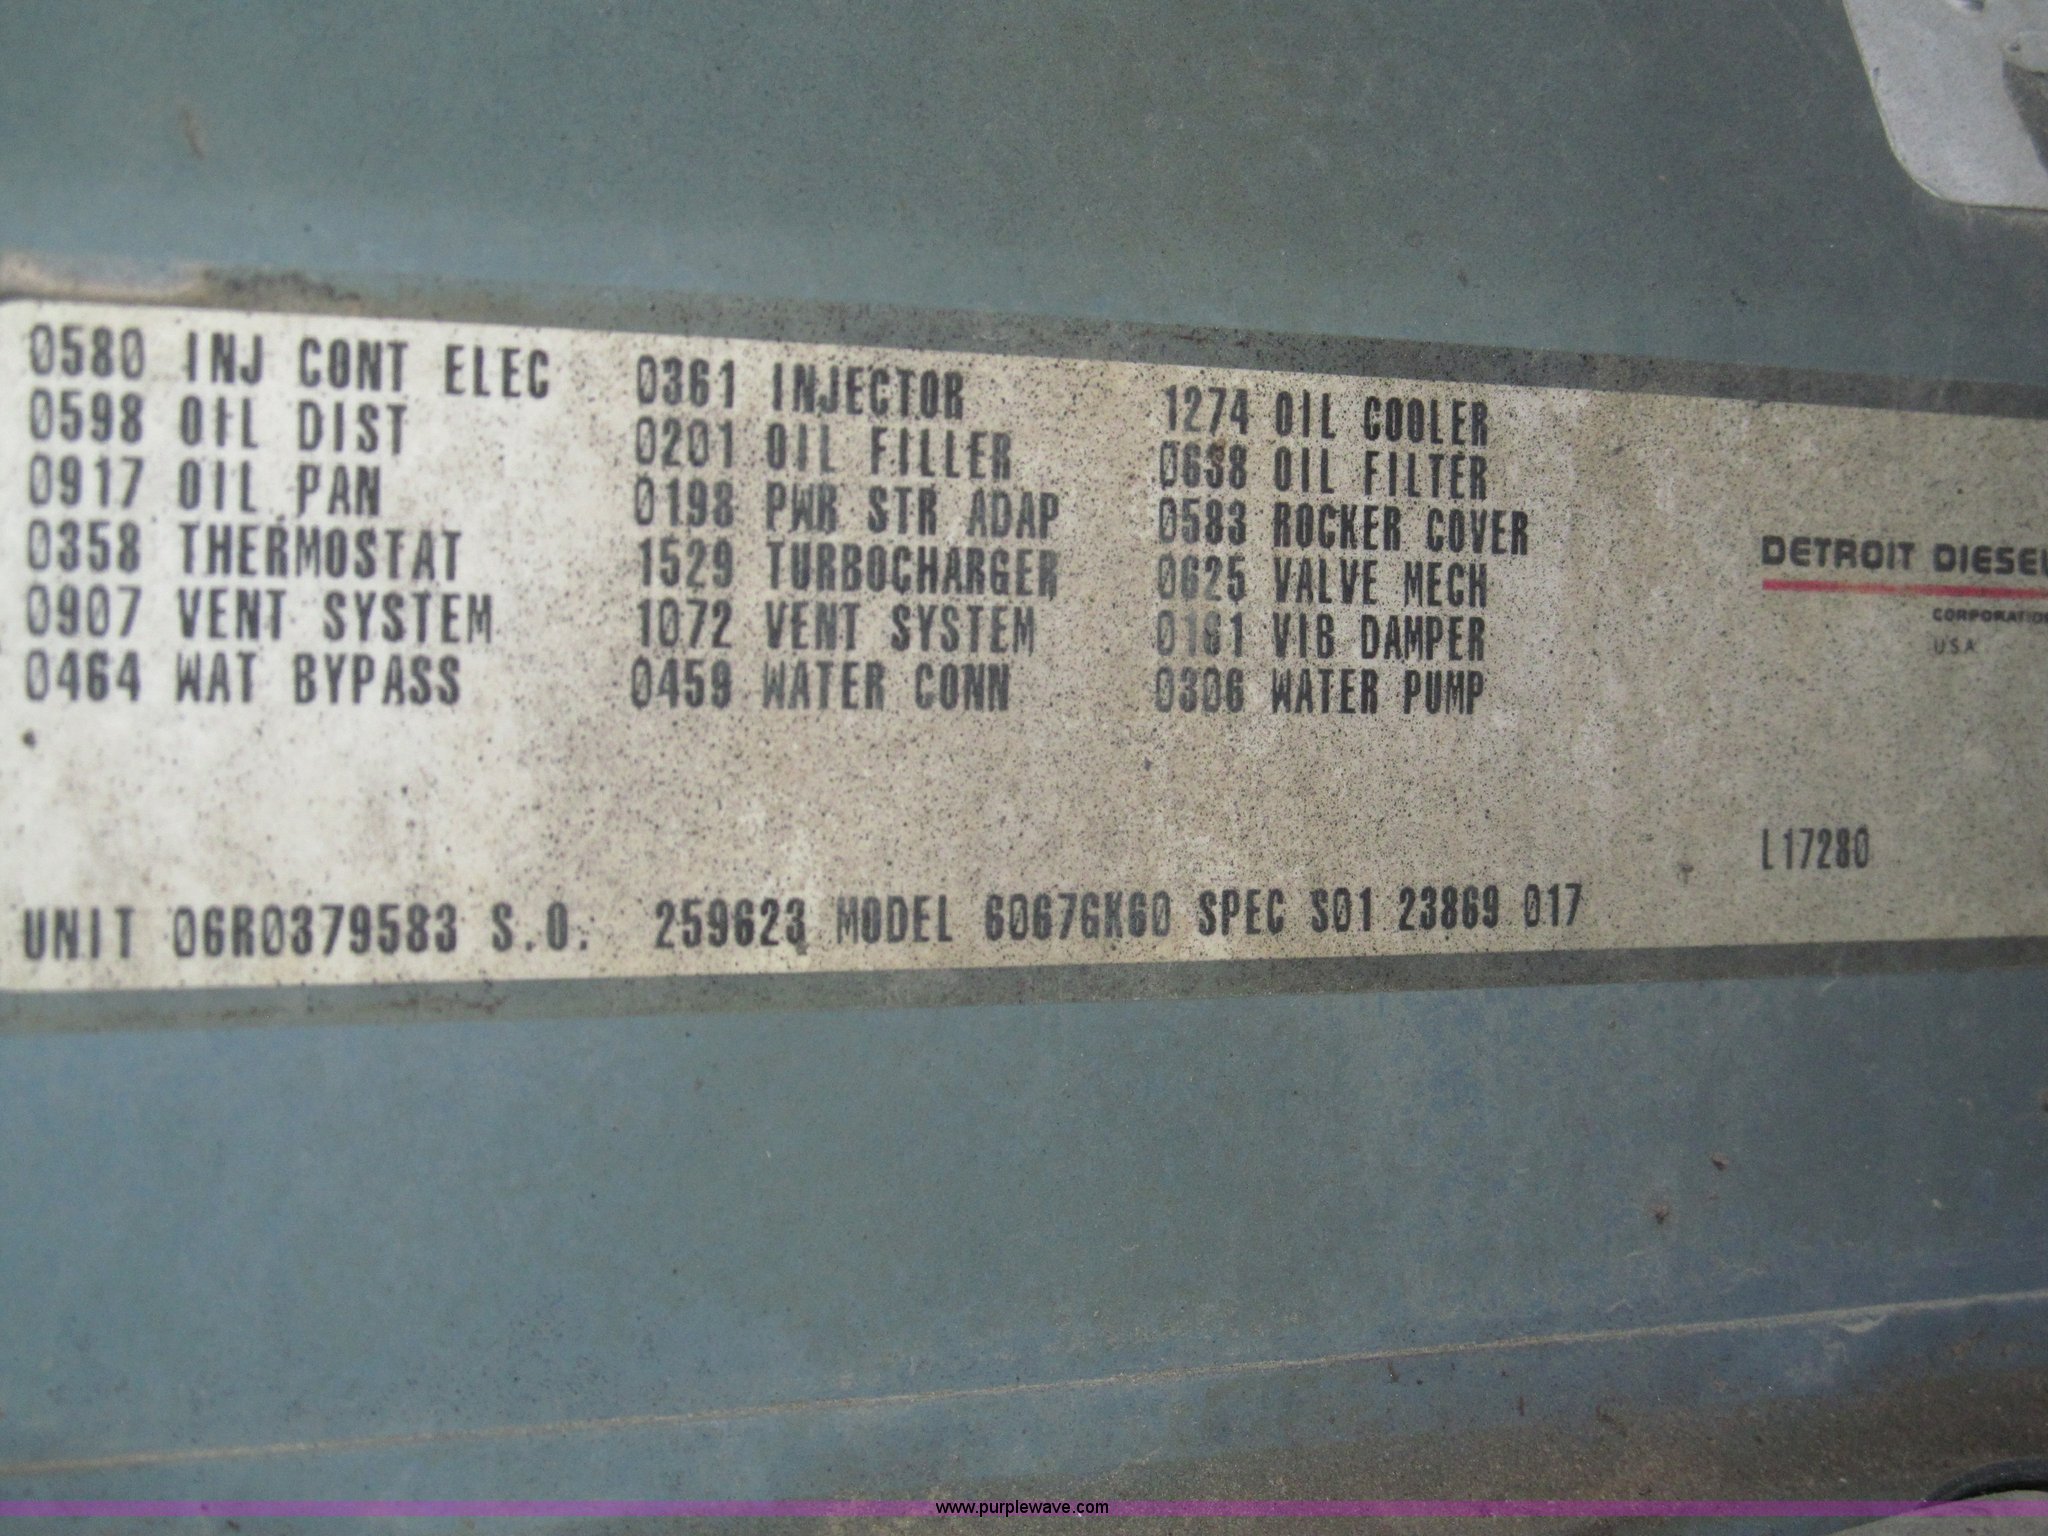 0580 INJ CONT ELEC 0361 INJECTOR 1274 OIL COOLER
0598 OIL DIST 0201 OIL FILLER 0638 OIL FILTER
0917 OIL PAN 0198 PWR STR ADAP 0583 ROCKER COVER
0358 THERMOSTAT 1529 TURBOCHARGER 0625 VALVE MECH
0907 VENT SYSTEM 1072 VENT SYSTEM 0191 VIB DAMPER
0464 WAT BYPASS 0459 WATER CONN 0306 WATER PUMP
DETROIT DIESEL
CORPORATION
U.S.A.
L17280
UNIT 06R0379583 S.O. 259623 MODEL 6067GK60 SPEC S01 23869 017
www.purplewave.com